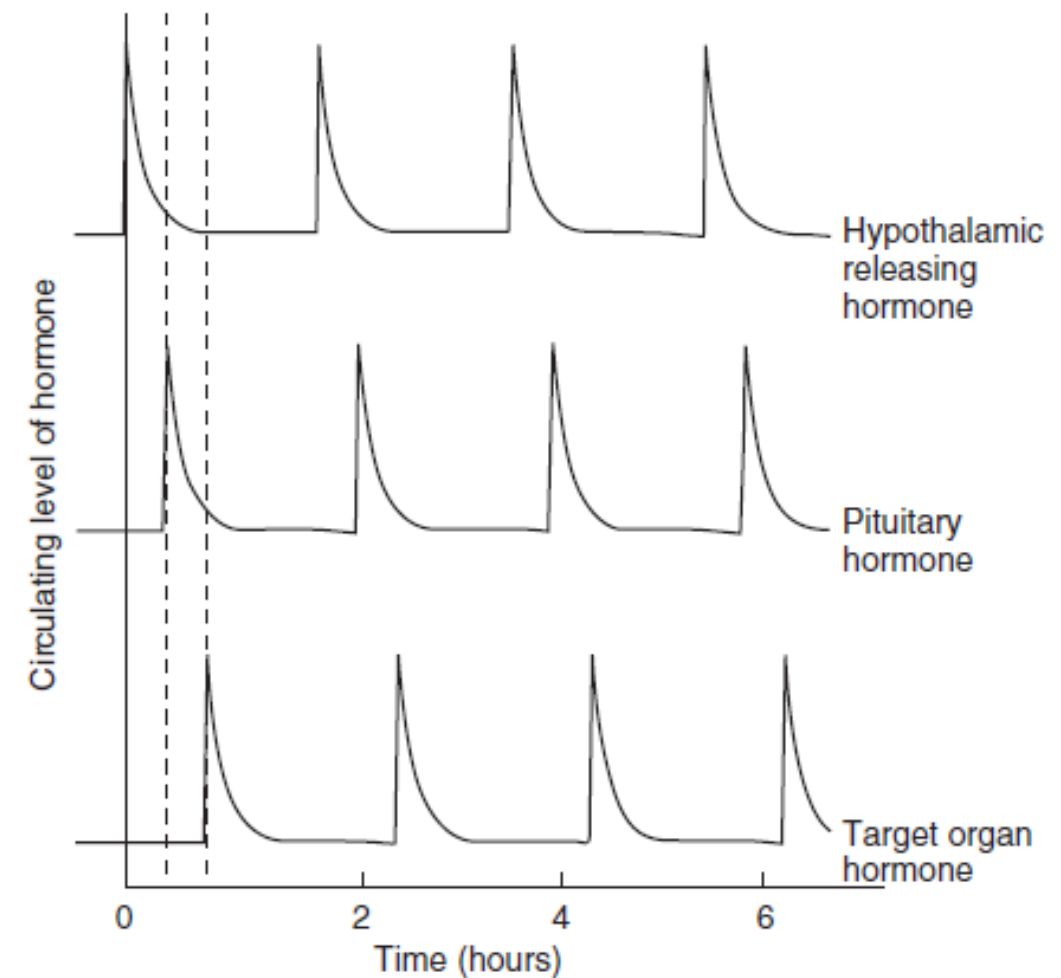 Circulating level of hormone
Hypothalamic
releasing
hormone
Pituitary
hormone
Target organ
hormone
0 2 4 6
Time (hours)